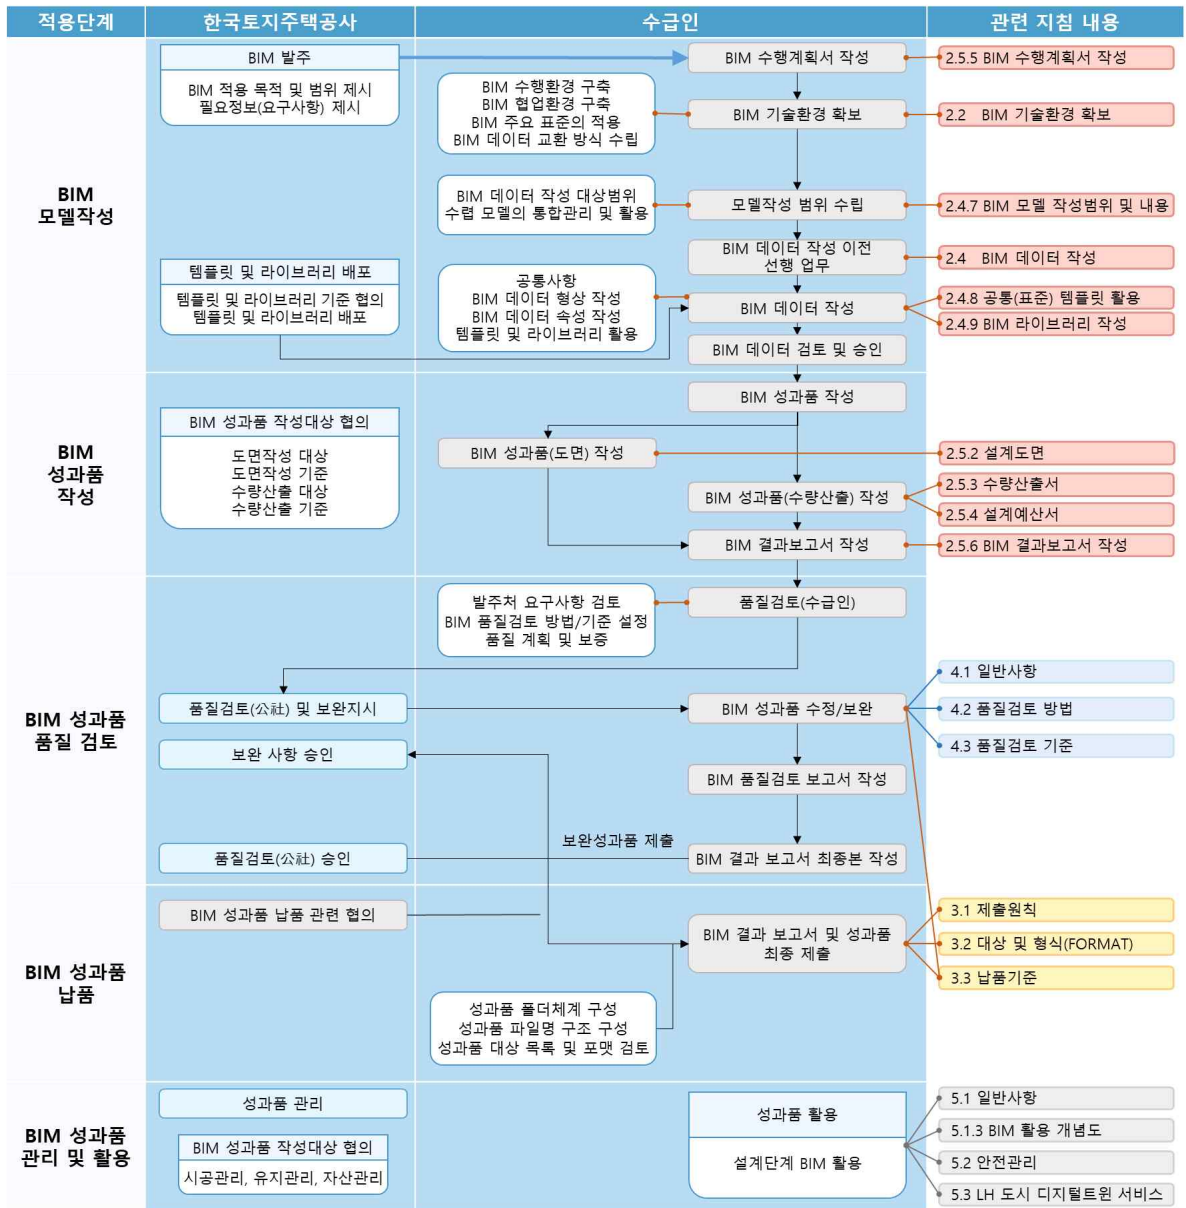 적용단계
한국토지주택공사
수급인
관련 지침 내용
BIM
모델작성
BIM 발주
BIM 적용 목적 및 범위 제시
필요정보(요구사항) 제시
BIM 수행계획서 작성
2.5.5 BIM 수행계획서 작성
BIM 수행환경 구축
BIM 협업환경 구축
BIM 주요 표준의 적용
BIM 데이터 교환 방식 수립
BIM 기술환경 확보
2.2 BIM 기술환경 확보
BIM 데이터 작성 대상범위
수렵 모델의 통합관리 및 활용
모델작성 범위 수립
2.4.7 BIM 모델 작성범위 및 내용
BIM 데이터 작성 이전
선행 업무
2.4 BIM 데이터 작성
템플릿 및 라이브러리 배포
템플릿 및 라이브러리 기준 협의
템플릿 및 라이브러리 배포
공통사항
BIM 데이터 형상 작성
BIM 데이터 속성 작성
템플릿 및 라이브러리 활용
BIM 데이터 작성
2.4.8 공통(표준) 템플릿 활용
2.4.9 BIM 라이브러리 작성
BIM 데이터 검토 및 승인
BIM
성과품
작성
BIM 성과품 작성대상 협의
도면작성 대상
도면작성 기준
수량산출 대상
수량산출 기준
BIM 성과품 작성
BIM 성과품(도면) 작성
2.5.2 설계도면
BIM 성과품(수량산출) 작성
2.5.3 수량산출서
2.5.4 설계예산서
BIM 결과보고서 작성
2.5.6 BIM 결과보고서 작성
BIM 성과품
품질 검토
발주처 요구사항 검토
BIM 품질검토 방법/기준 설정
품질 계획 및 보증
품질검토(수급인)
품질검토(公社) 및 보완지시
BIM 성과품 수정/보완
4.1 일반사항
4.2 품질검토 방법
4.3 품질검토 기준
보완 사항 승인
BIM 품질검토 보고서 작성
보완성과품 제출
품질검토(公社) 승인
BIM 결과 보고서 최종본 작성
BIM 성과품
납품
BIM 성과품 납품 관련 협의
BIM 결과 보고서 및 성과품
최종 제출
3.1 제출원칙
3.2 대상 및 형식(FORMAT)
3.3 납품기준
성과품 폴더체계 구성
성과품 파일명 구조 구성
성과품 대상 목록 및 포맷 검토
BIM 성과품
관리 및 활용
성과품 관리
BIM 성과품 작성대상 협의
시공관리, 유지관리, 자산관리
성과품 활용
설계단계 BIM 활용
5.1 일반사항
5.1.3 BIM 활용 개념도
5.2 안전관리
5.3 LH 도시 디지털트윈 서비스